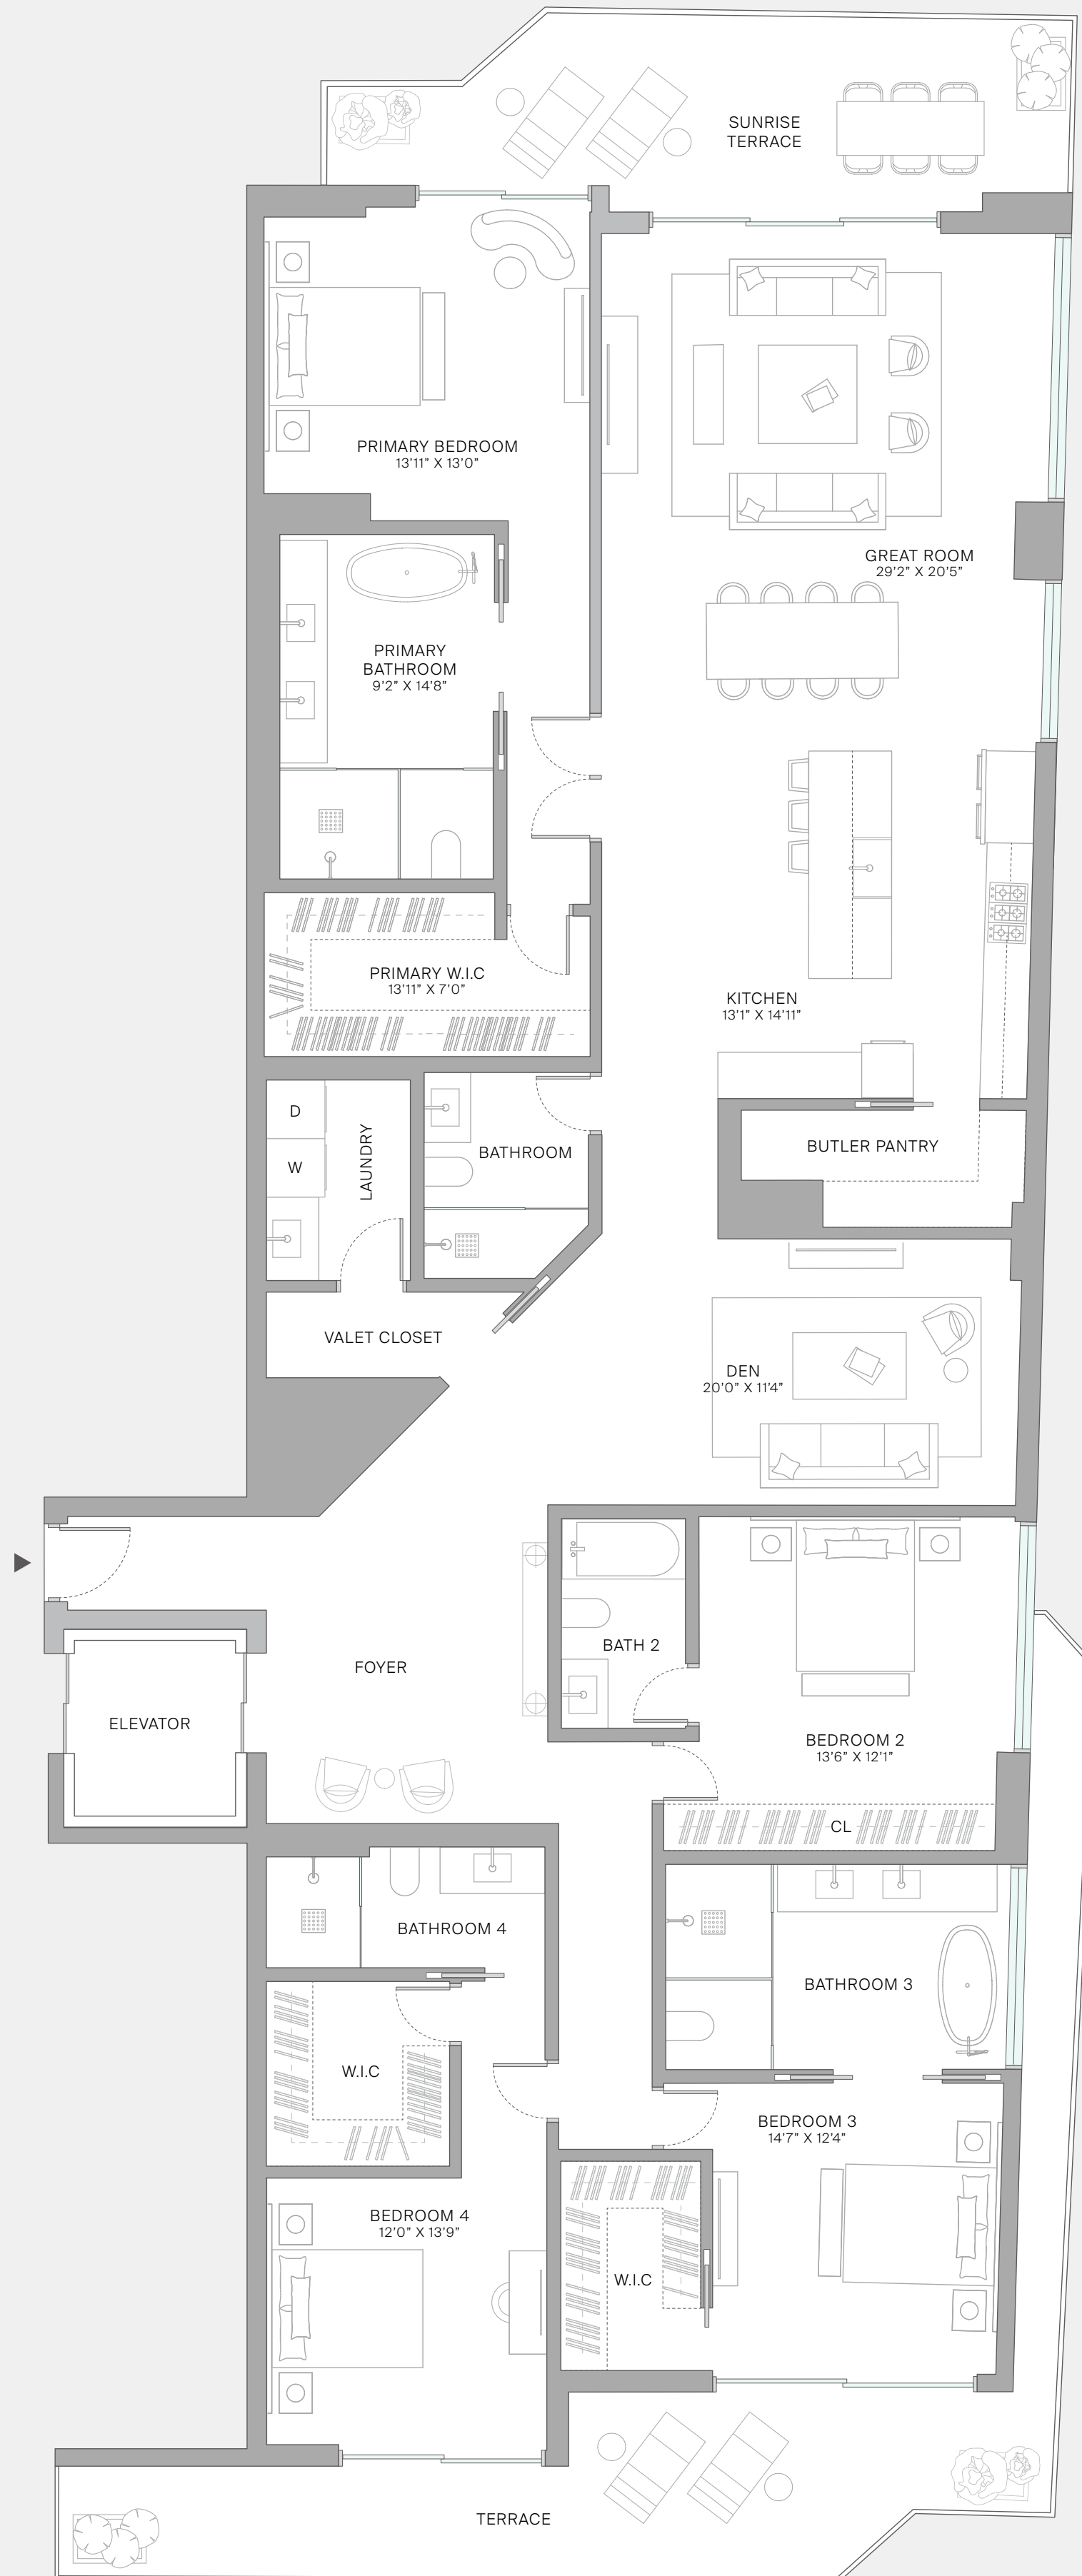 SUNRISE
TERRACE
PRIMARY BEDROOM
13'11" X 13'0"
GREAT ROOM
29'2" X 20'5"
PRIMARY
BATHROOM
9'2" X 14'8"
PRIMARY W.I.C
13'11" X 7'0"
KITCHEN
13'1" X 14'11"
D
W
LAUNDRY
BATHROOM
BUTLER PANTRY
VALET CLOSET
DEN
20'0" X 11'4"
BATH 2
FOYER
ELEVATOR
BEDROOM 2
13'6" X 12'1"
CL
BATHROOM 4
BATHROOM 3
W.I.C
BEDROOM 3
14'7" X 12'4"
BEDROOM 4
12'0" X 13'9"
W.I.C
TERRACE